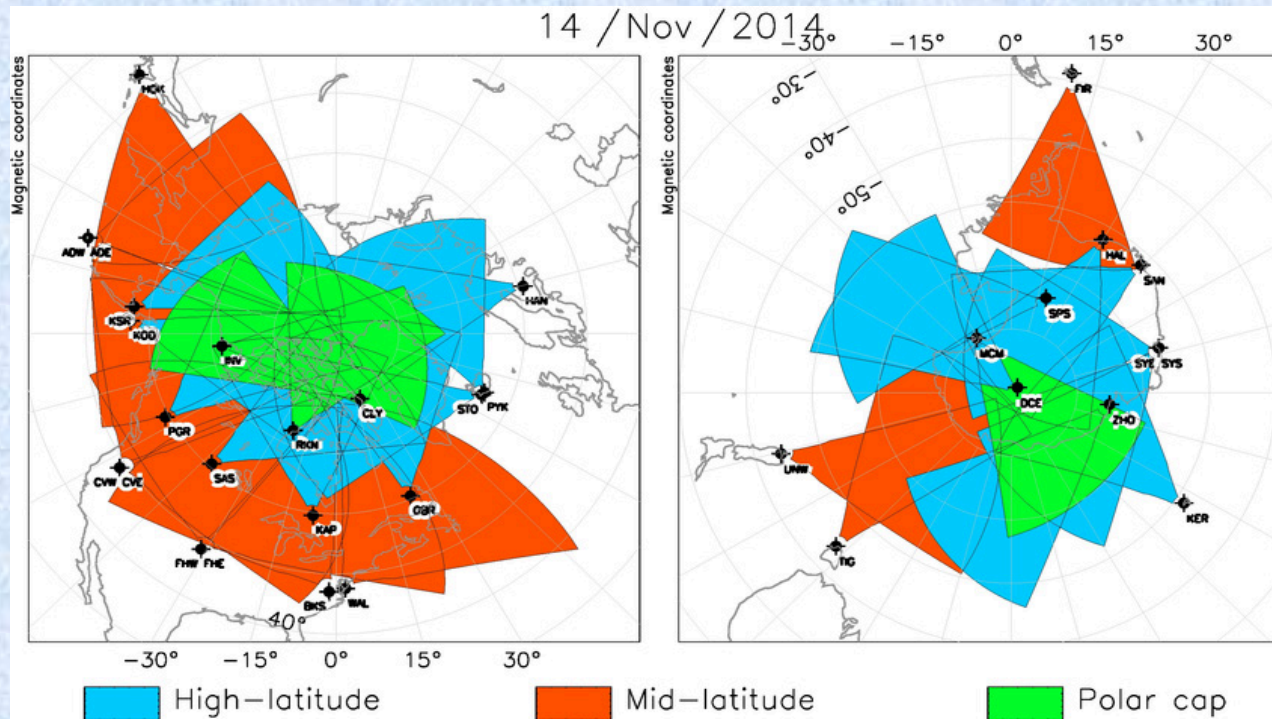 14 /Nov/2014
Magnetic coordinates
HOK
ADW ADE
KSR
KOD
INV
HAN
PGR
CLY
STO PYK
RKN
CVW CVE
SAS
KAP
GBR
FHW FHE
BKS WAL
40°
-30° -15° 0° 15° 30°
Magnetic coordinates
-30° -15° 0° 15° 30°
-30°
-40°
-50°
FIR
HAL
SAN
SPS
MCM
SYE SYS
DCE
ZHO
UNW
KER
TIG
High-latitude Mid-latitude Polar cap